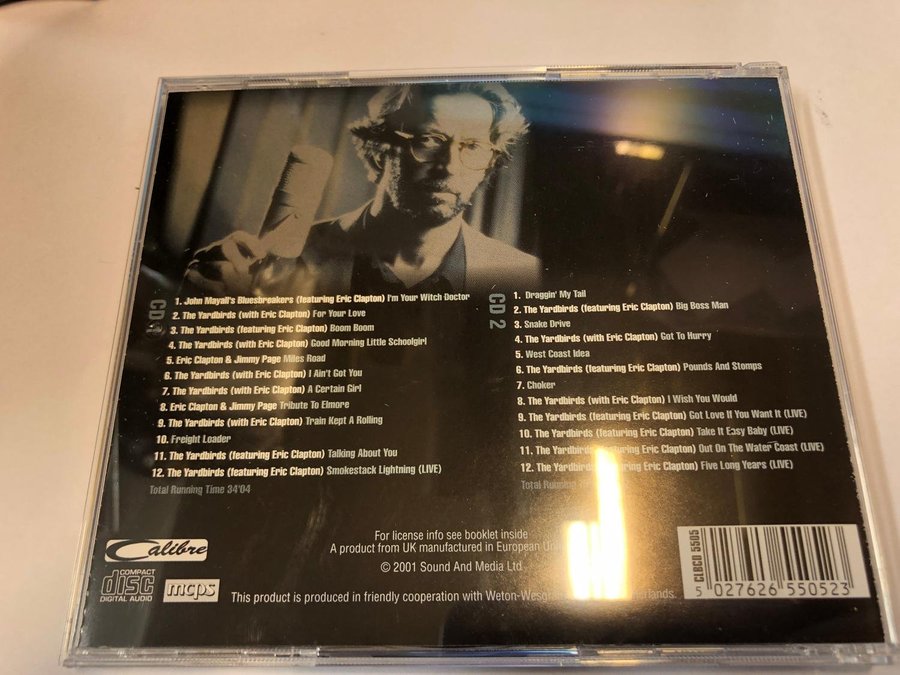 CD 1
1. John Mayall's Bluesbreakers (featuring Eric Clapton) I'm Your Witch Doctor
2. The Yardbirds (with Eric Clapton) For Your Love
3. The Yardbirds (featuring Eric Clapton) Boom Boom
4. The Yardbirds (with Eric Clapton) Good Morning Little Schoolgirl
5. Eric Clapton & Jimmy Page Miles Road
6. The Yardbirds (with Eric Clapton) I Ain't Got You
7. The Yardbirds (with Eric Clapton) A Certain Girl
8. Eric Clapton & Jimmy Page Tribute To Elmore
9. The Yardbirds (with Eric Clapton) Train Kept A Rolling
10. Freight Loader
11. The Yardbirds (featuring Eric Clapton) Talking About You
12. The Yardbirds (featuring Eric Clapton) Smokestack Lightning (LIVE)
Total Running Time 34'04
CD 2
1. Draggin' My Tail
2. The Yardbirds (featuring Eric Clapton) Big Boss Man
3. Snake Drive
4. The Yardbirds (with Eric Clapton) Got To Hurry
5. West Coast Idea
6. The Yardbirds (featuring Eric Clapton) Pounds And Stomps
7. Choker
8. The Yardbirds (with Eric Clapton) I Wish You Would
9. The Yardbirds (featuring Eric Clapton) Got Love If You Want It (LIVE)
10. The Yardbirds (featuring Eric Clapton) Take It Easy Baby (LIVE)
11. The Yardbirds (featuring Eric Clapton) Out On The Water Coast (LIVE)
12. The Yardbirds (featuring Eric Clapton) Five Long Years (LIVE)
Total Running
For license info see booklet inside
A product from UK manufactured in European
© 2001 Sound And Media Ltd.
This product is produced in friendly cooperation with
Calibre
COMPACT
disc
DIGITAL AUDIO
mcps
CLBCD 5505
5 027626 550523